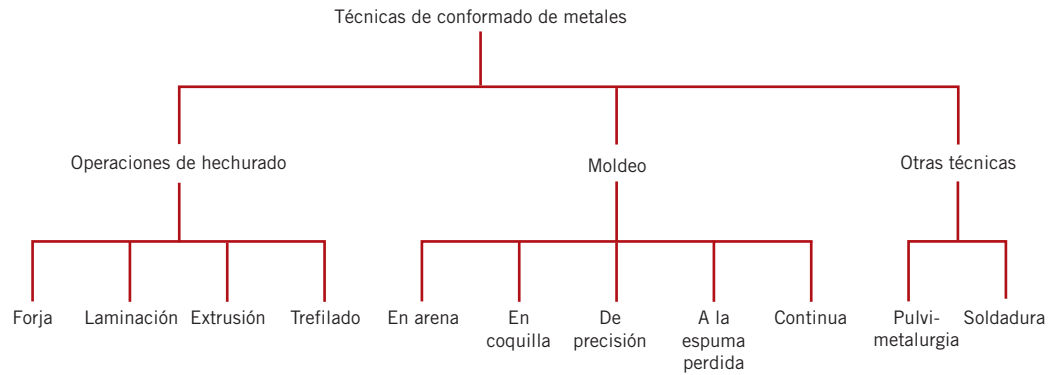 Técnicas de conformado de metales
Operaciones de hechurado
Moldeo
Otras técnicas
Forja
Laminación
Extrusión
Trefilado
En arena
En
coquilla
De
precisión
A la
espuma
perdida
Continua
Pulvi-
metalurgia
Soldadura